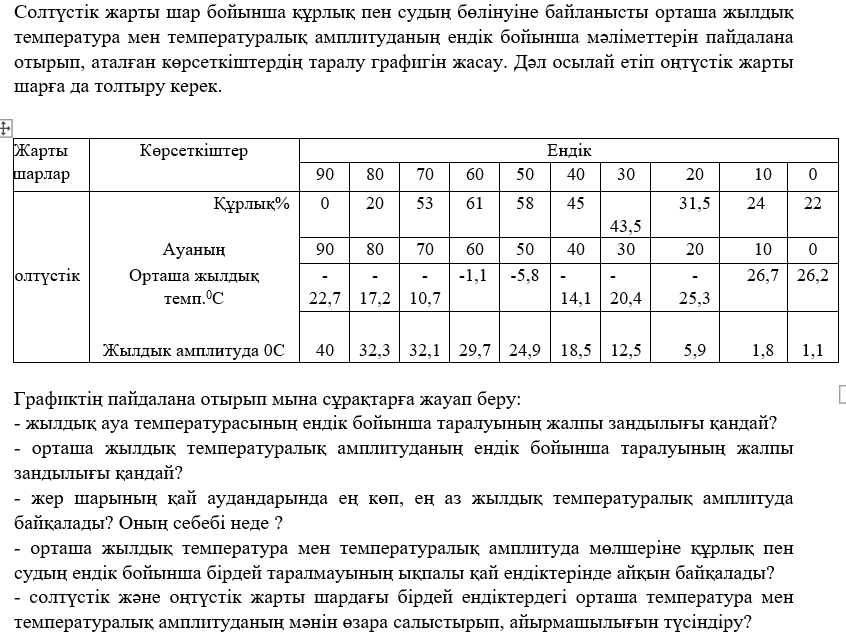 Солтүстік жарты шар бойынша құрлық пен судың бөлінуіне байланысты орташа жылдық
температура мен температуралық амплитуданың ендік бойынша мәліметтерін пайдалана
отырып, аталған көрсеткіштердің таралу графигін жасау. Дәл осылай етіп оңтүстік жарты
шарға да толтыру керек.
Жарты шарлар Көрсеткіштер Ендік
90 80 70 60 50 40 30 20 10 0
олтүстік Құрлық% 0 20 53 61 58 45 43,5 31,5 24 22
Ауаның 90 80 70 60 50 40 30 20 10 0
Орташа жылдық темп.⁰С -22,7 -17,2 -10,7 -1,1 -5,8 -14,1 -20,4 -25,3 26,7 26,2
Жылдык амплитуда 0С 40 32,3 32,1 29,7 24,9 18,5 12,5 5,9 1,8 1,1
Графиктің пайдалана отырып мына сұрақтарға жауап беру:
- жылдық ауа температурасының ендік бойынша таралуының жалпы зандылығы қандай?
- орташа жылдық температуралық амплитуданың ендік бойынша таралуының жалпы
зандылығы қандай?
- жер шарының қай аудандарында ең көп, ең аз жылдық температуралық амплитуда
байқалады? Оның себебі неде ?
- орташа жылдық температура мен температуралық амплитуда мөлшеріне құрлық пен
судың ендік бойынша бірдей таралмауының ықпалы қай ендіктерінде айқын байқалады?
- солтүстік және оңтүстік жарты шардағы бірдей ендіктердегі орташа температура мен
температуралық амплитуданың мәнін өзара салыстырып, айырмашылығын түсіндіру?